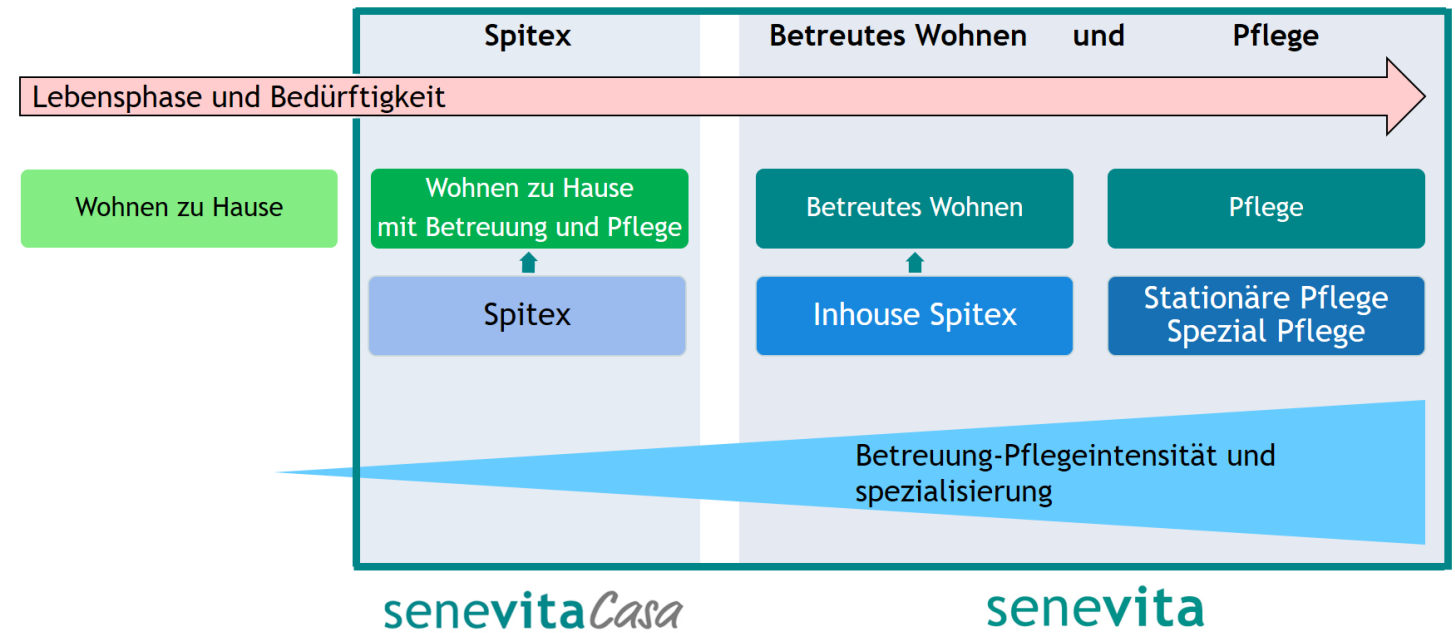 Spitex
Betreutes Wohnen und Pflege
Lebensphase und Bedürftigkeit
Wohnen zu Hause
Wohnen zu Hause
mit Betreuung und Pflege
Betreutes Wohnen
Pflege
Spitex
Inhouse Spitex
Stationäre Pflege
Spezial Pflege
Betreuung-Pflegeintensität und
spezialisierung
senevitaCasa
senevita